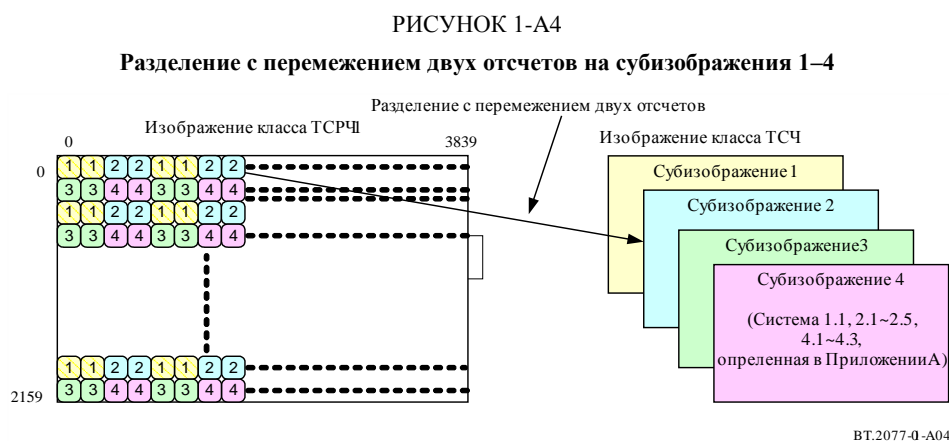 РИСУНОК 1-А4
Разделение с перемежением двух отсчетов на субизображения 1–4
Разделение с перемежением двух отсчетов
Изображение класса ТСРЧ1
Изображение класса ТСЧ
0 3839
0
1 1 2 2 1 1 2 2
3 3 4 4 3 3 4 4
1 1 2 2 1 1 2 2
3 3 4 4 3 3 4 4
1 1 2 2 1 1 2 2
3 3 4 4 3 3 4 4
2159
Субизображение 1
Субизображение 2
Субизображение3
Субизображение 4
(Система 1.1, 2.1~2.5,
4.1~4.3,
опреленная в ПриложенииА)
BT.2077-0